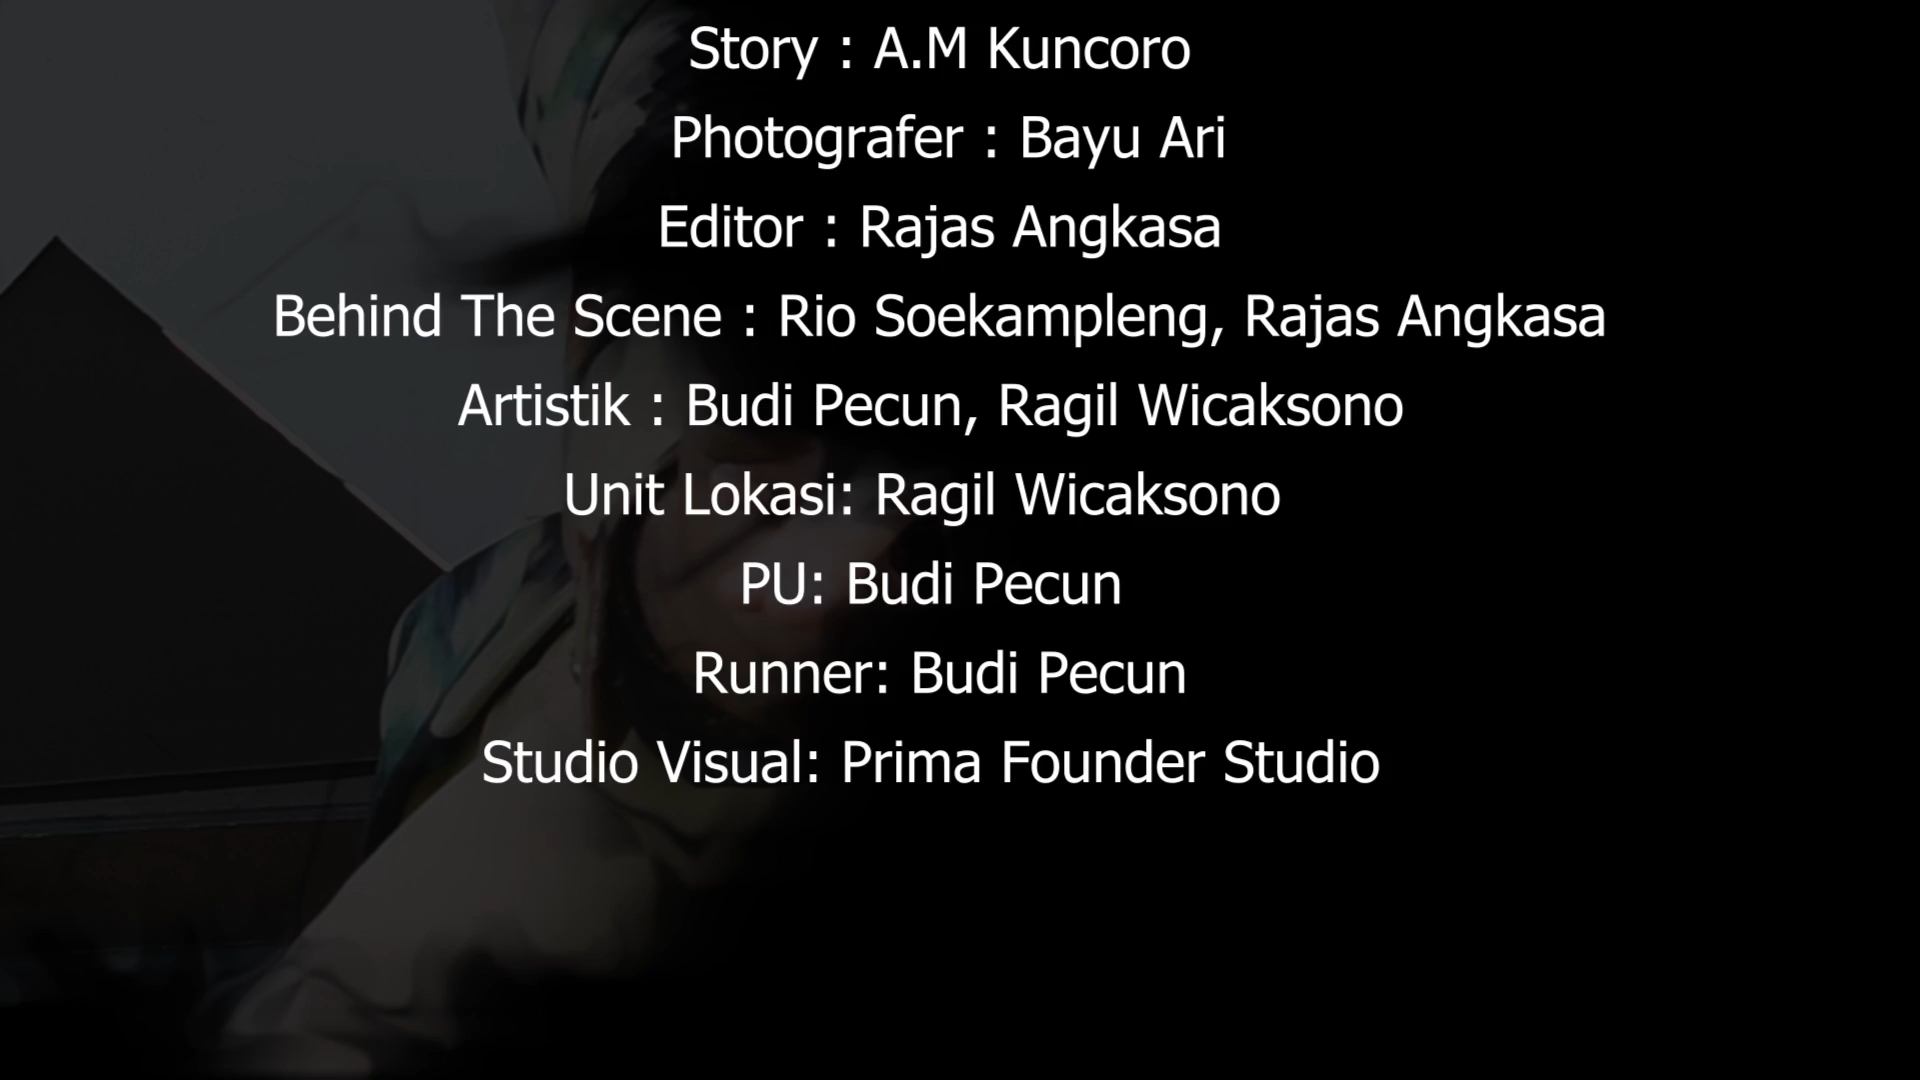 Story : A.M Kuncoro
Photografer : Bayu Ari
Editor : Rajas Angkasa
Behind The Scene : Rio Soekampleng, Rajas Angkasa
Artistik : Budi Pecun, Ragil Wicaksono
Unit Lokasi: Ragil Wicaksono
PU: Budi Pecun
Runner: Budi Pecun
Studio Visual: Prima Founder Studio